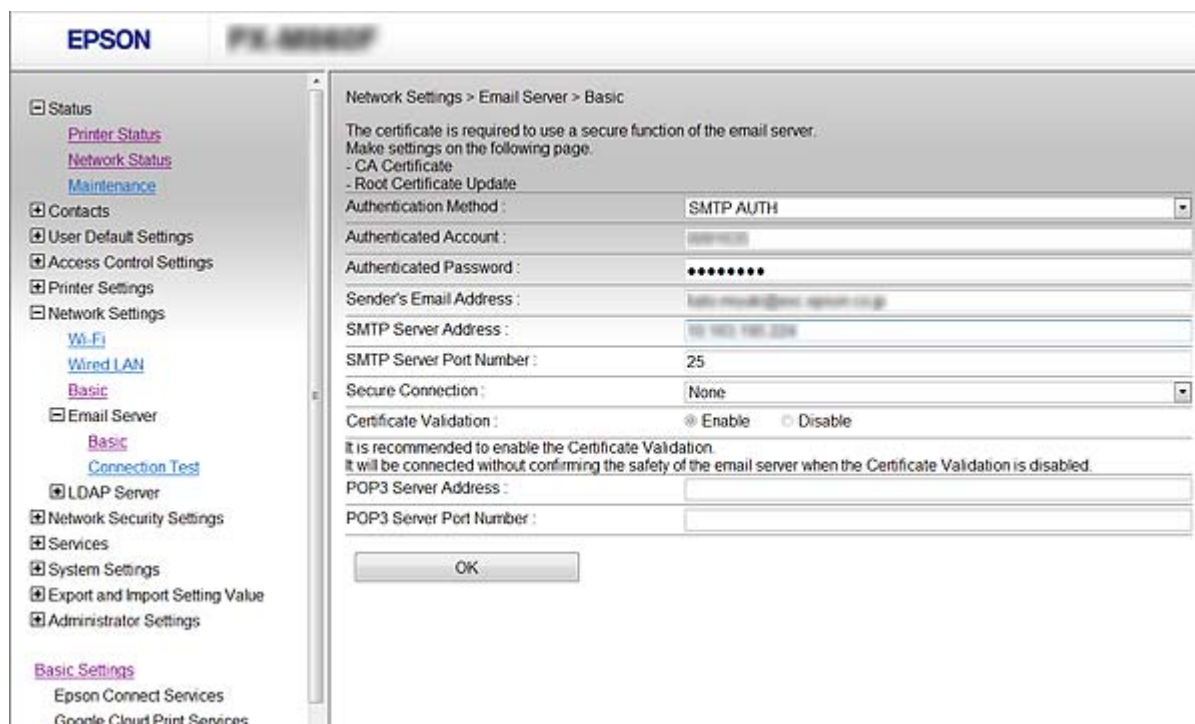 EPSON
Status
Printer Status
Network Status
Maintenance
Contacts
User Default Settings
Access Control Settings
Printer Settings
Network Settings
Wi-Fi
Wired LAN
Basic
Email Server
Basic
Connection Test
LDAP Server
Network Security Settings
Services
System Settings
Export and Import Setting Value
Administrator Settings
Basic Settings
Epson Connect Services
Google Cloud Print Services
Network Settings > Email Server > Basic
The certificate is required to use a secure function of the email server.
Make settings on the following page.
- CA Certificate
- Root Certificate Update
Authentication Method : SMTP AUTH
Authenticated Account :
Authenticated Password : ●●●●●●●●
Sender's Email Address :
SMTP Server Address :
SMTP Server Port Number : 25
Secure Connection : None
Certificate Validation : Enable Disable
It is recommended to enable the Certificate Validation.
It will be connected without confirming the safety of the email server when the Certificate Validation is disabled.
POP3 Server Address :
POP3 Server Port Number :
OK